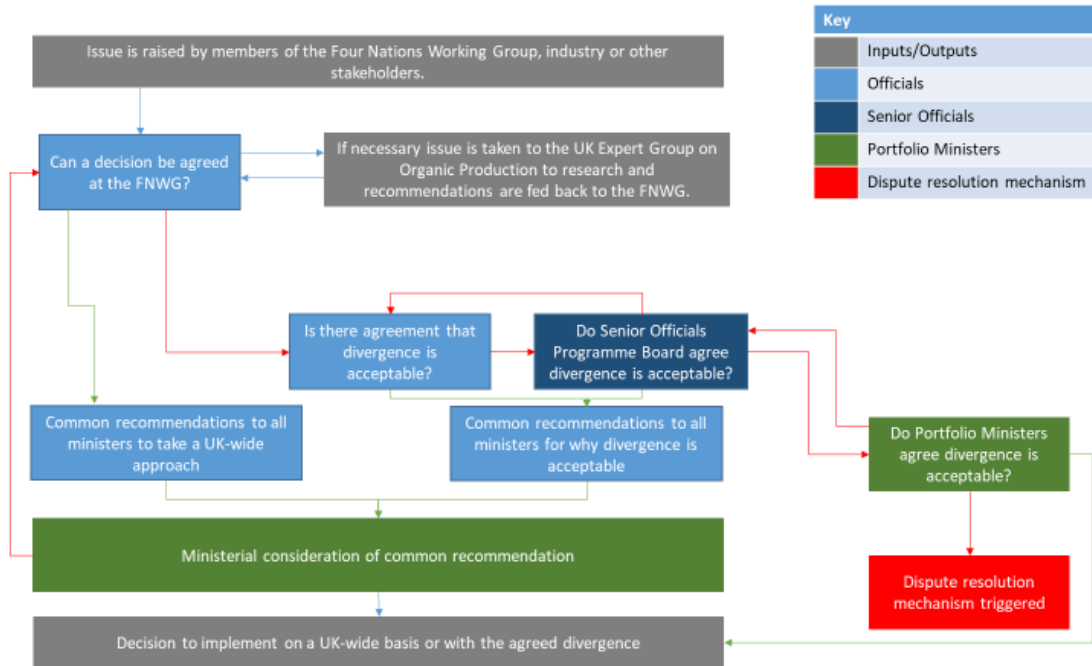 Key
Inputs/Outputs
Officials
Senior Officials
Portfolio Ministers
Dispute resolution mechanism
Issue is raised by members of the Four Nations Working Group, industry or other
stakeholders.
Can a decision be agreed
at the FNWG?
If necessary issue is taken to the UK Expert Group on
Organic Production to research and
recommendations are fed back to the FNWG.
Is there agreement that
divergence is
acceptable?
Do Senior Officials
Programme Board agree
divergence is acceptable?
Common recommendations to all
ministers to take a UK-wide
approach
Common recommendations to all
ministers for why divergence is
acceptable
Do Portfolio Ministers
agree divergence is
acceptable?
Ministerial consideration of common recommendation
Dispute resolution
mechanism triggered
Decision to implement on a UK-wide basis or with the agreed divergence